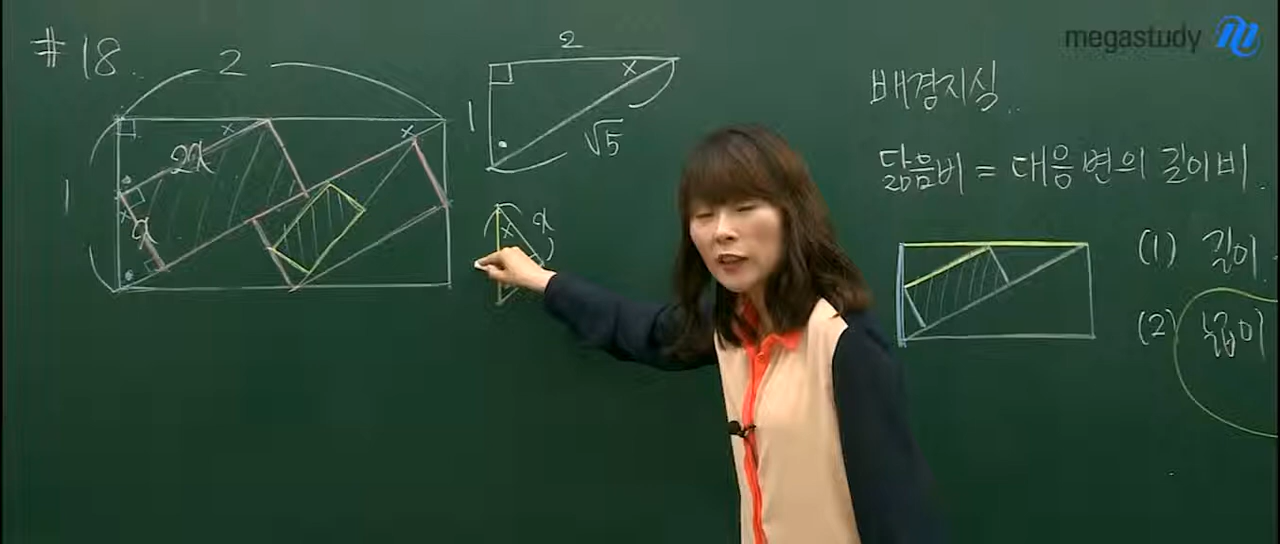 #18.
2
1
2x
x
x
x
x
2
1
x
√5
x
x
배경지식..
닮음비 = 대응변의 길이비.
(1) 길이
(2) 넓이
megastudy